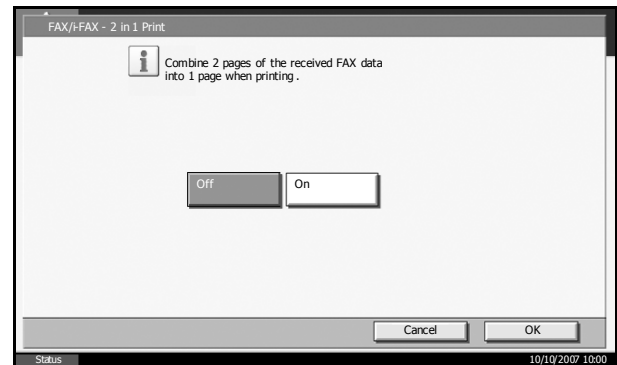 FAX/i-FAX - 2 in 1 Print
Combine 2 pages of the received FAX data
into 1 page when printing .
Off
On
Cancel
OK
Status
10/10/2007 10:00